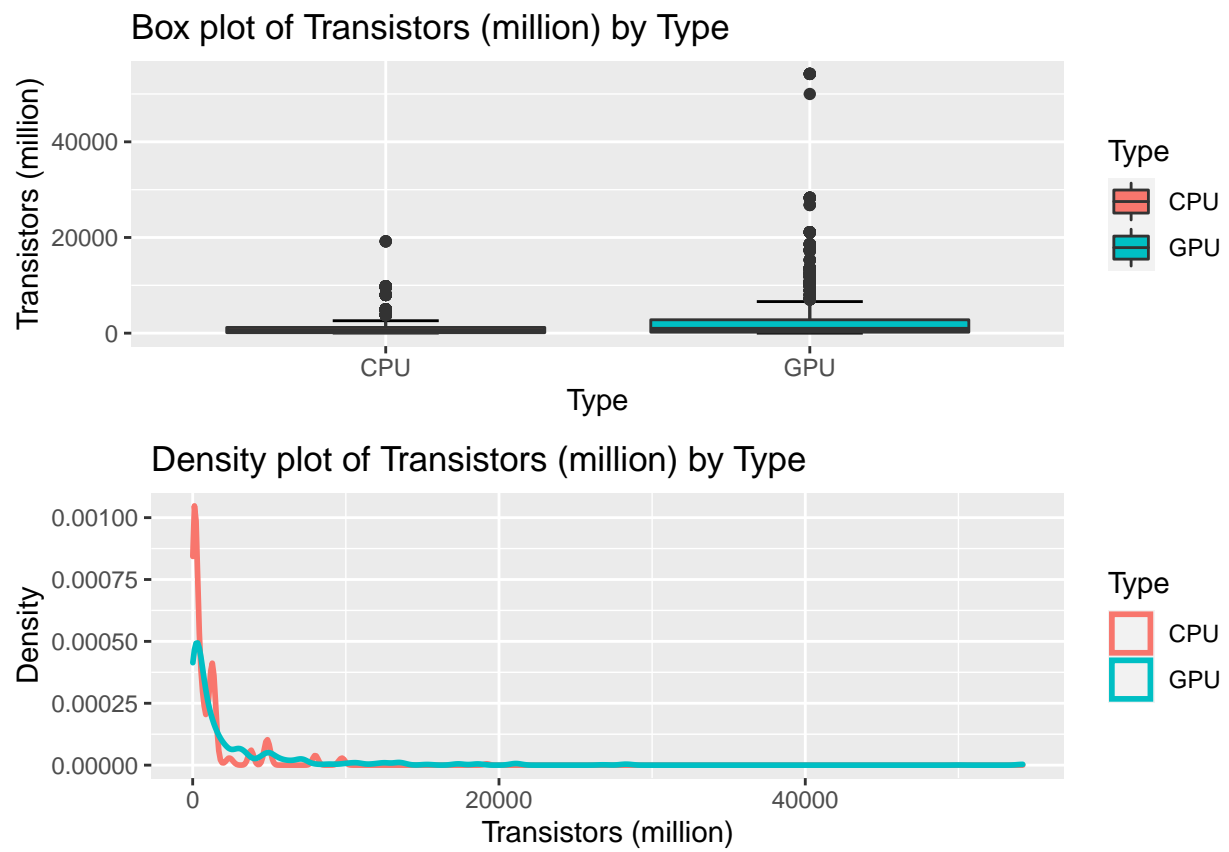 Box plot of Transistors (million) by Type
Transistors (million)
40000
20000
0
CPU
GPU
Type
Type
CPU
GPU
Density plot of Transistors (million) by Type
Density
0.00100
0.00075
0.00050
0.00025
0.00000
0
20000
40000
Transistors (million)
Type
CPU
GPU